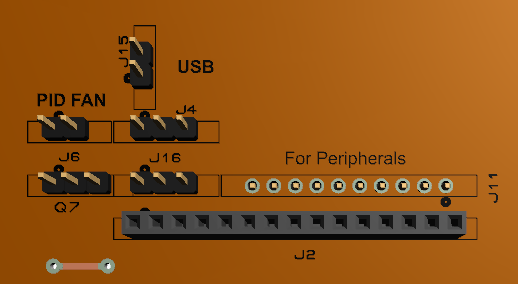 J15
USB
PID FAN
J4
J6
J16
For Peripherals
J11
Q7
J2